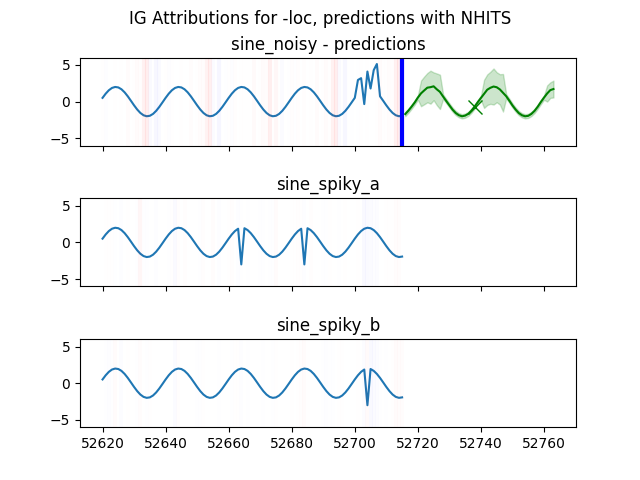 IG Attributions for -loc, predictions with NHITS
sine_noisy - predictions
5
0
−5
sine_spiky_a
5
0
−5
sine_spiky_b
5
0
−5
52620 52640 52660 52680 52700 52720 52740 52760